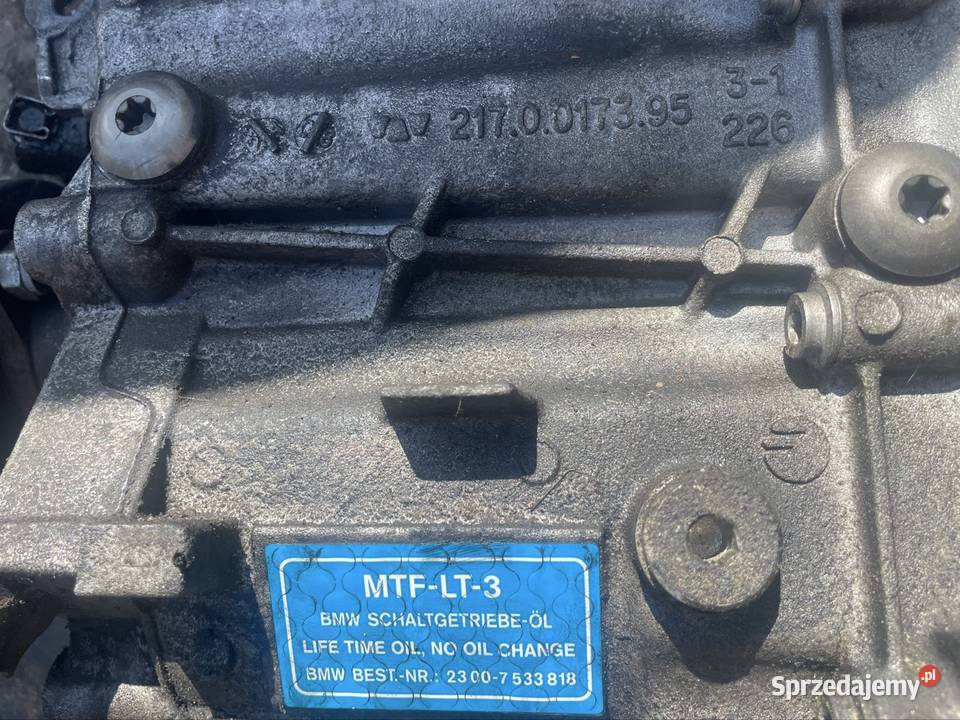 217.0.0173.95
3-1
226
MTF-LT-3
BMW SCHALTGETRIEBE-ÖL
LIFE TIME OIL, NO OIL CHANGE
BMW BEST.-NR.: 23 00-7 533 818
Sprzedajemy.pl